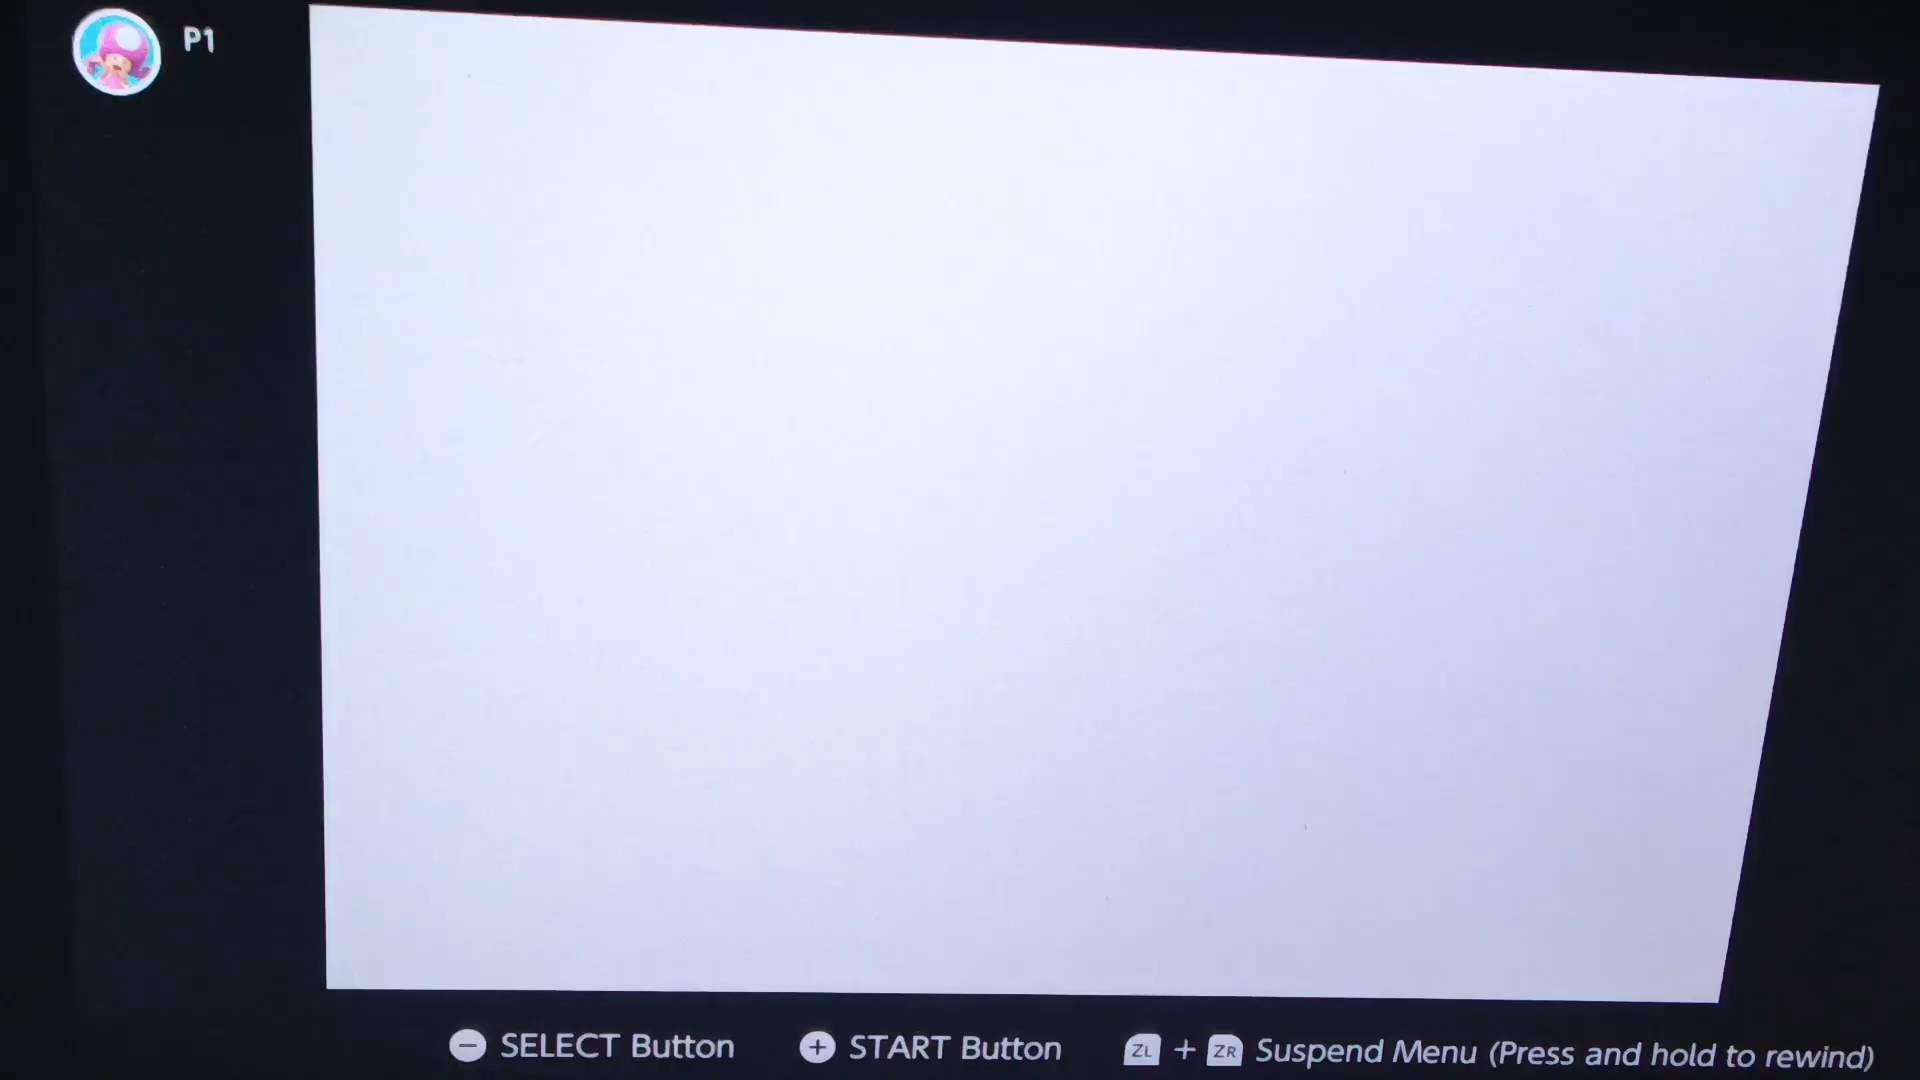 P1
SELECT Button START Button ZL + ZR Suspend Menu (Press and hold to rewind)